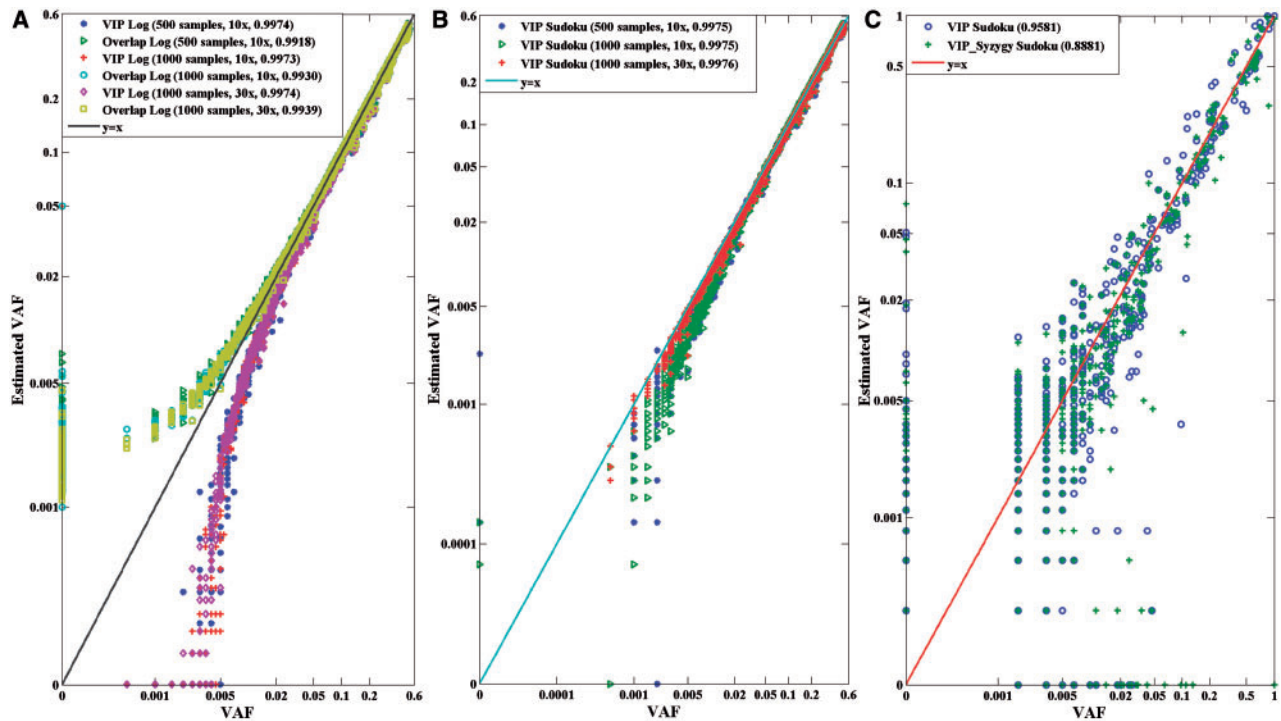 A
VIP Log (500 samples, 10x, 0.9974)
Overlap Log (500 samples, 10x, 0.9918)
VIP Log (1000 samples, 10x, 0.9973)
Overlap Log (1000 samples, 10x, 0.9930)
VIP Log (1000 samples, 30x, 0.9974)
Overlap Log (1000 samples, 30x, 0.9939)
y=x
0.6
0.2
0.1
0.05
0.02
0.005
0.001
0
Estimated VAF
0 0.001 0.005 0.02 0.05 0.1 0.2 0.6
VAF
B
VIP Sudoku (500 samples, 10x, 0.9975)
VIP Sudoku (1000 samples, 10x, 0.9975)
VIP Sudoku (1000 samples, 30x, 0.9976)
y=x
0.6
0.2
0.1
0.05
0.02
0.005
0.001
0.0001
0
Estimated VAF
0 0.0001 0.001 0.005 0.02 0.05 0.1 0.2 0.6
VAF
C
VIP Sudoku (0.9581)
VIP_Syzygy Sudoku (0.8881)
y=x
1
0.5
0.1
0.05
0.02
0.005
0.001
0
Estimated VAF
0 0.001 0.005 0.02 0.05 0.1 0.2 0.5 1
VAF